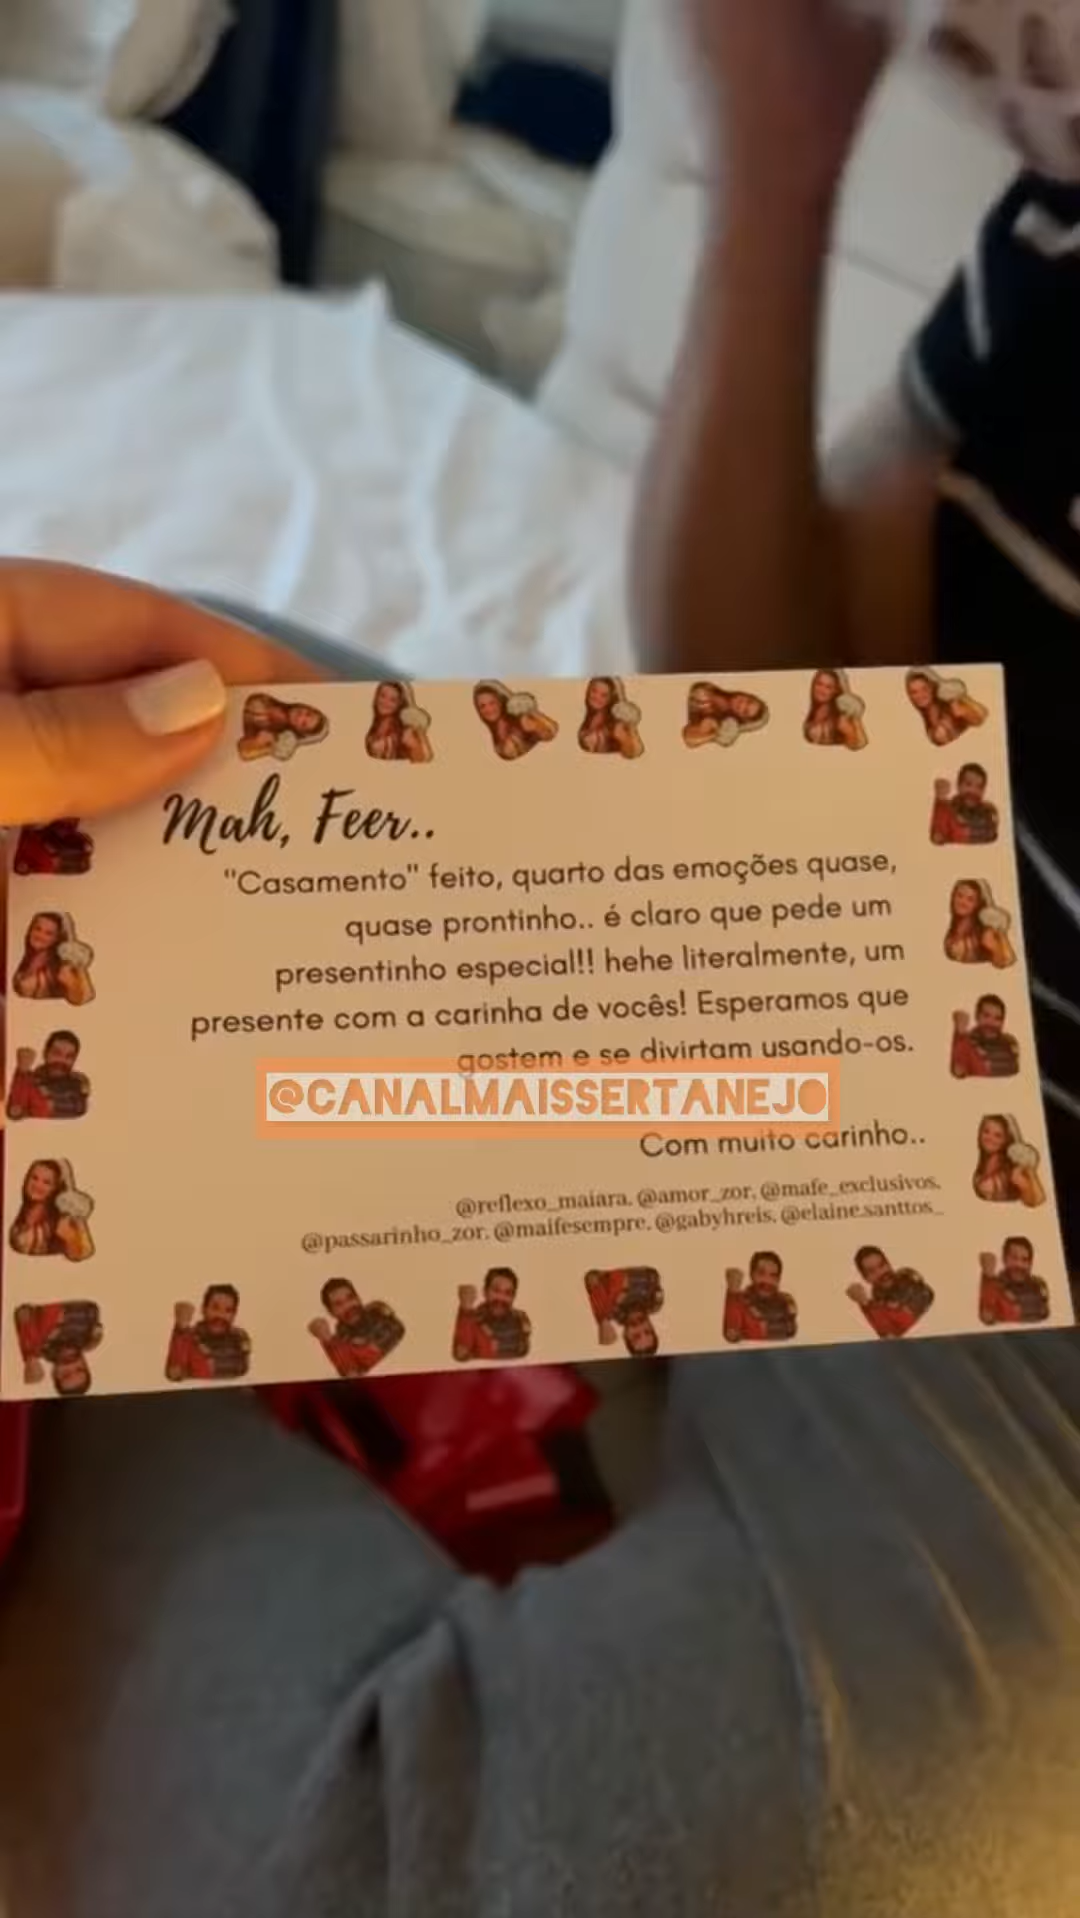 Mah, Feer..
"Casamento" feito, quarto das emoções quase,
quase prontinho.. é claro que pede um
presentinho especial!! hehe literalmente, um
presente com a carinha de vocês! Esperamos que
gostem e se divirtam usando-os.
@CANALMAISSERTANEJO
Com muito carinho..
@reflexo_maiara, @amor_zor, @mafe_exclusivos,
@passarinho_zor, @maifesempre, @gabyhreis, @elaine.santtos_